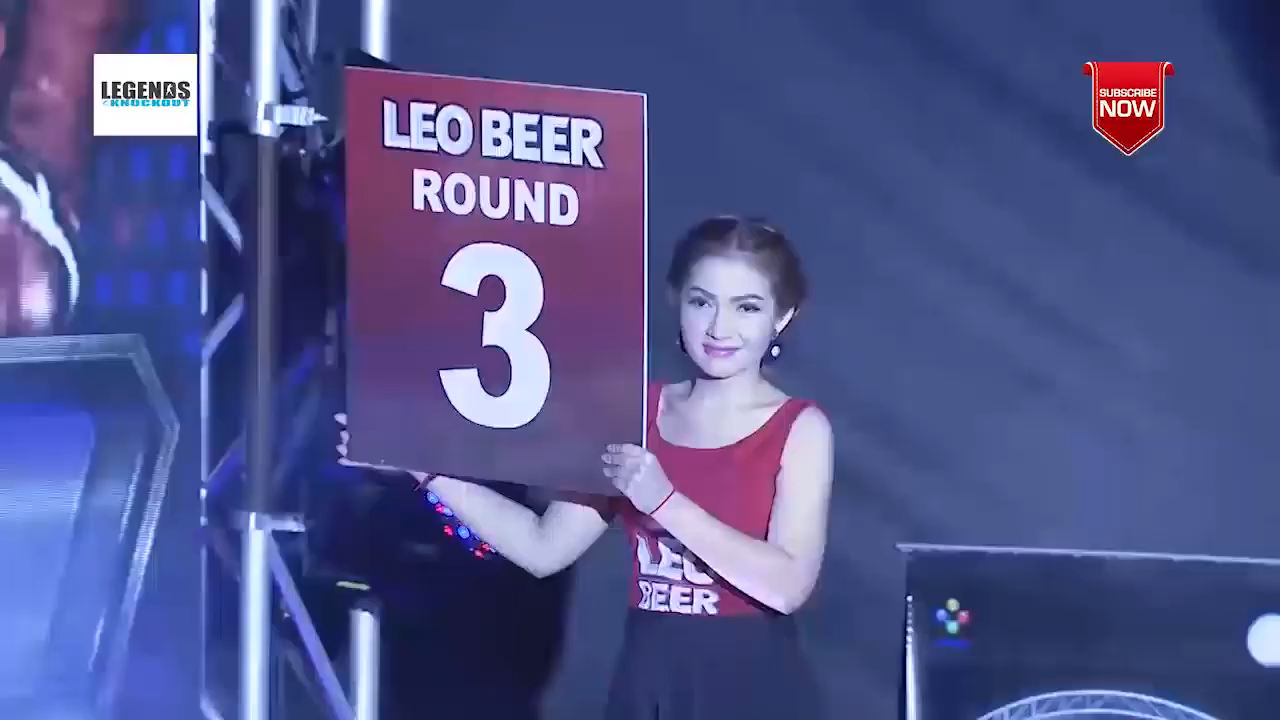 LEGENDS
KNOCKOUT
SUBSCRIBE
NOW
LEO BEER
ROUND
3
LEO
BEER